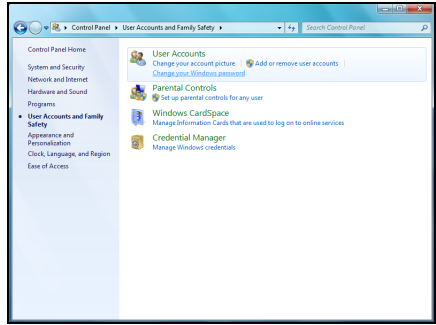 Control Panel ▸ User Accounts and Family Safety ▸
Search Control Panel
Control Panel Home
System and Security
Network and Internet
Hardware and Sound
Programs
User Accounts and Family
Safety
Appearance and
Personalization
Clock, Language, and Region
Ease of Access
User Accounts
Change your account picture | Add or remove user accounts |
Change your Windows password
Parental Controls
Set up parental controls for any user
Windows CardSpace
Manage Information Cards that are used to log on to online services
Credential Manager
Manage Windows credentials